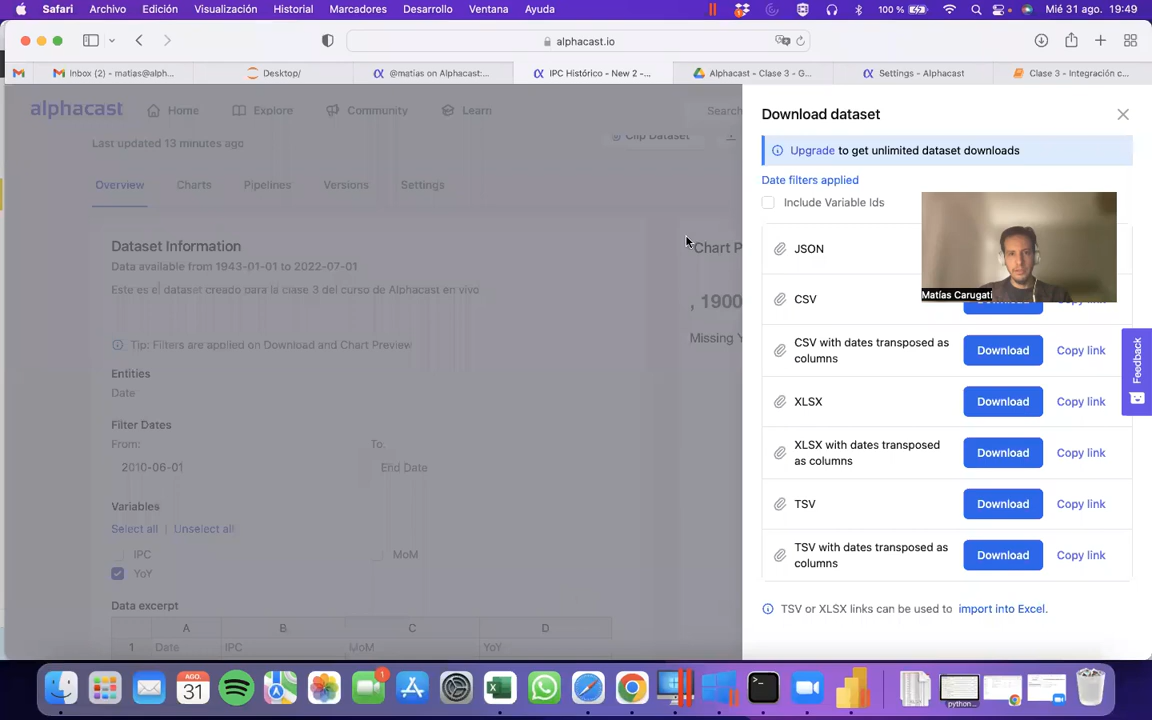 Safari Archivo Edición Visualización Historial Marcadores Desarrollo Ventana Ayuda 100 % Mié 31 ago. 19:49
alphacast.io
Inbox (2) - matias@alph... Desktop/ @matias on Alphacast:... IPC Histórico - New 2 -... Alphacast - Clase 3 - G... Settings - Alphacast Clase 3 - Integración c...
alphacast Home Explore Community Learn Search
Last updated 13 minutes ago Clip Dataset
Overview Charts Pipelines Versions Settings
Dataset Information
Data available from 1943-01-01 to 2022-07-01
Este es el dataset creado para la clase 3 del curso de Alphacast en vivo
Tip: Filters are applied on Download and Chart Preview
Entities
Date
Filter Dates
From: To:
2010-06-01 End Date
Variables
Select all | Unselect all
IPC MoM
YoY
Data excerpt
A B C D
1 Date IPC MoM YoY
Chart P
, 1900
Missing Y
Download dataset
Upgrade to get unlimited dataset downloads
Date filters applied
Include Variable Ids
JSON
Matías Carugati
CSV Download Copy link
CSV with dates transposed as columns Download Copy link
XLSX Download Copy link
XLSX with dates transposed as columns Download Copy link
TSV Download Copy link
TSV with dates transposed as columns Download Copy link
TSV or XLSX links can be used to import into Excel.
Feedback
AGO.
31
1
python...